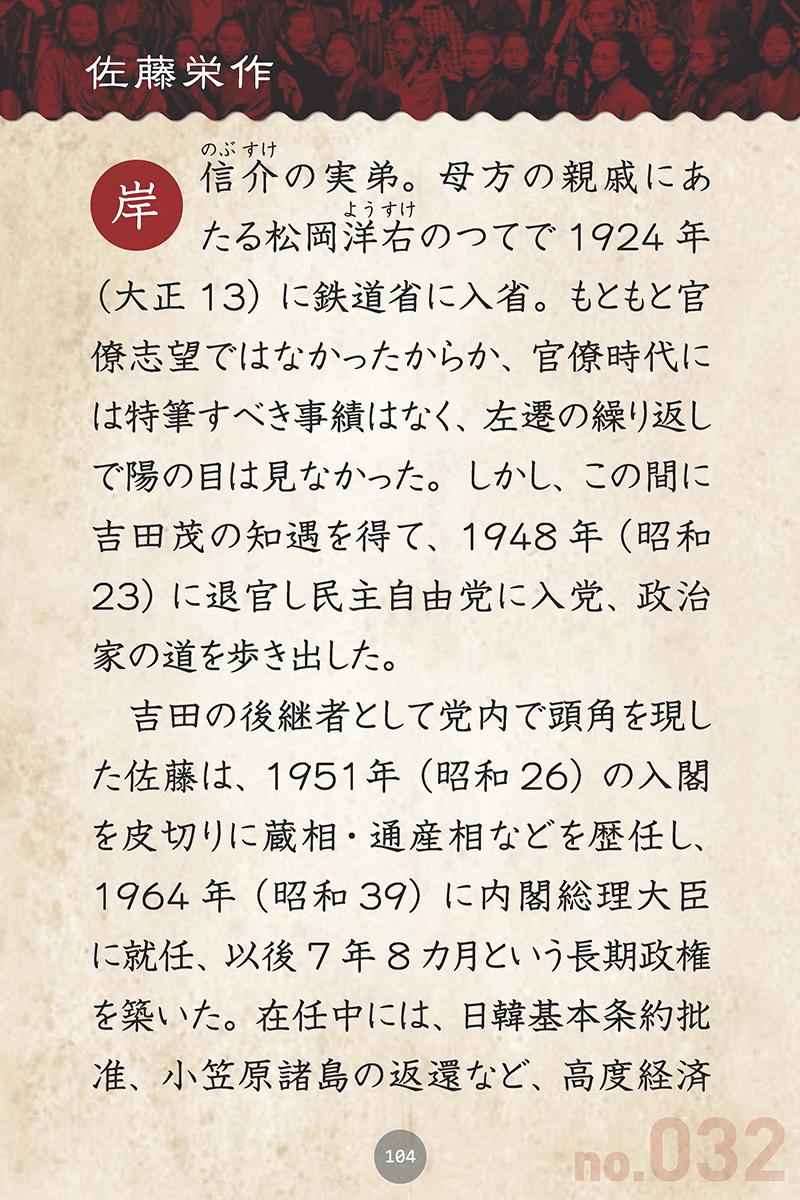 佐藤栄作
のぶすけ
岸信介の実弟。母方の親戚にあ
ようすけ
たる松岡洋右のつてで 1924 年
（大正 13）に鉄道省に入省。もともと官
僚志望ではなかったからか、官僚時代に
は特筆すべき事績はなく、左遷の繰り返し
で陽の目は見なかった。しかし、この間に
吉田茂の知遇を得て、1948 年（昭和
23）に退官し民主自由党に入党、政治
家の道を歩き出した。
吉田の後継者として党内で頭角を現し
た佐藤は、1951年（昭和 26）の入閣
を皮切りに蔵相・通産相などを歴任し、
1964 年（昭和 39）に内閣総理大臣
に就任、以後 7 年 8 カ月という長期政権
を築いた。在任中には、日韓基本条約批
准、小笠原諸島の返還など、高度経済
104
no.032